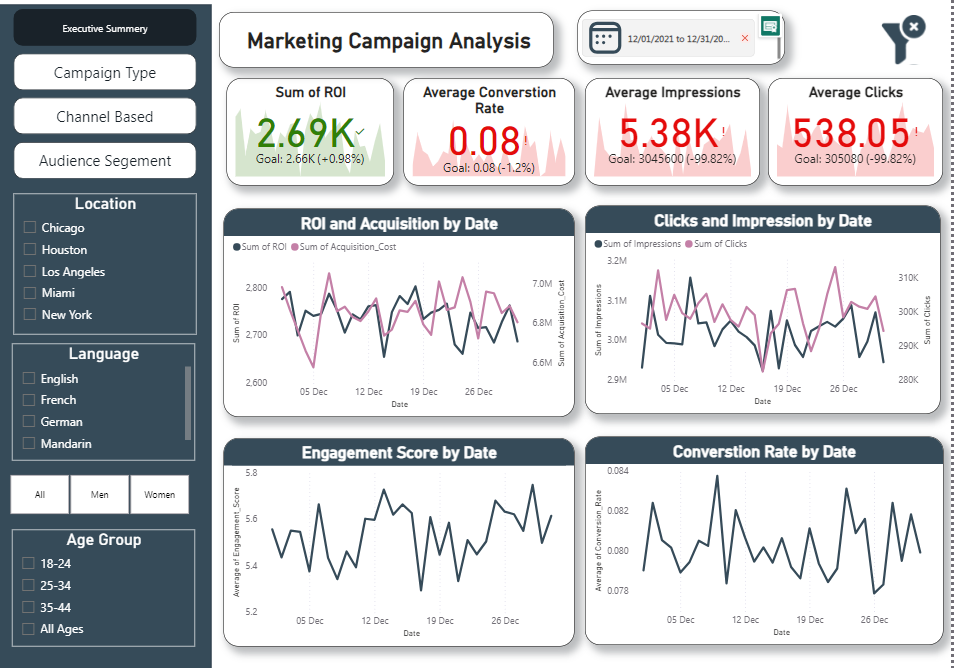 Executive Summery
Campaign Type
Channel Based
Audience Segement
Location
Chicago
Houston
Los Angeles
Miami
New York
Language
English
French
German
Mandarin
All
Men
Women
Age Group
18-24
25-34
35-44
All Ages
Marketing Campaign Analysis
12/01/2021 to 12/31/20...
Sum of ROI
2.69K
Goal: 2.66K (+0.98%)
Average Converstion
Rate
0.08!
Goal: 0.08 (-1.2%)
Average Impressions
5.38K!
Goal: 3045600 (-99.82%)
Average Clicks
538.05!
Goal: 305080 (-99.82%)
ROI and Acquisition by Date
Sum of ROI Sum of Acquisition_Cost
Sum of ROI
2.800
2.700
2.600
7.0M
6.8M
6.6M
Sum of Acquisition_Cost
05 Dec 12 Dec 19 Dec 26 Dec
Date
Clicks and Impression by Date
Sum of Impressions Sum of Clicks
Sum of Impressions
3.2M
3.1M
3.0M
2.9M
310K
300K
290K
280K
Sum of Clicks
05 Dec 12 Dec 19 Dec 26 Dec
Date
Engagement Score by Date
Average of Engagement_Score
5.8
5.6
5.4
5.2
05 Dec 12 Dec 19 Dec 26 Dec
Date
Converstion Rate by Date
Average of Conversion_Rate
0.084
0.082
0.080
0.078
05 Dec 12 Dec 19 Dec 26 Dec
Date